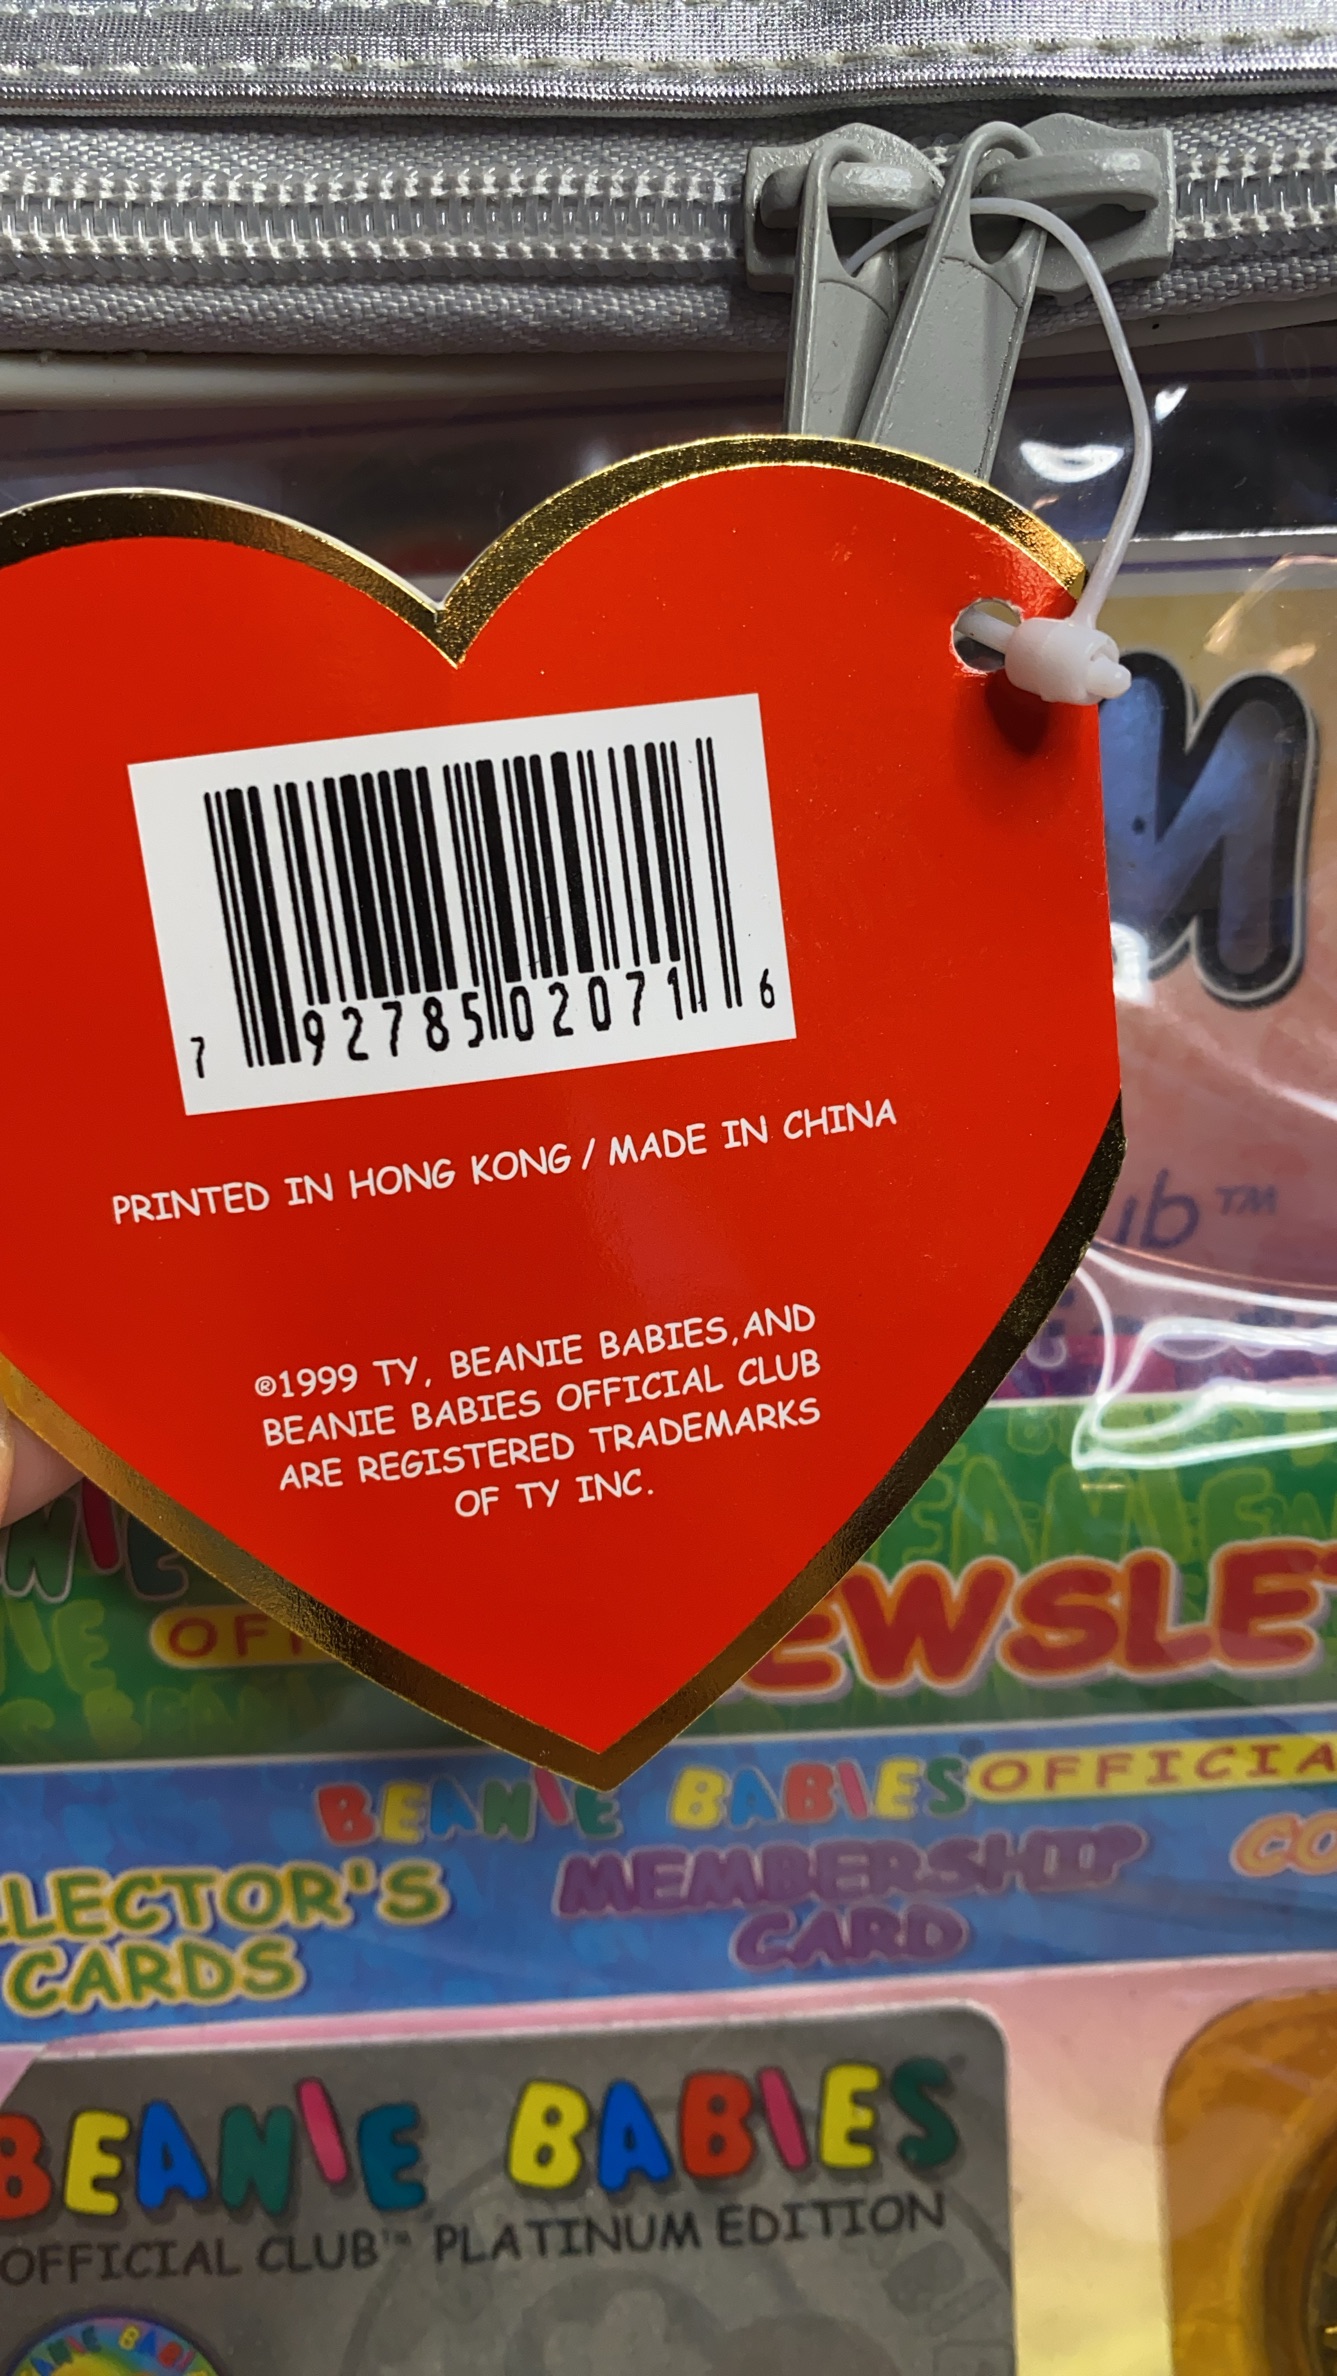 7 92785 02071 6
PRINTED IN HONG KONG / MADE IN CHINA
®1999 TY, BEANIE BABIES, AND
BEANIE BABIES OFFICIAL CLUB
ARE REGISTERED TRADEMARKS
OF TY INC.
TM
BEANIE BABIES OFFICIA
LLECTOR'S
CARDS
MEMBERSHIP
CARD
CO
BEANIE BABIES
OFFICIAL CLUB™ PLATINUM EDITION